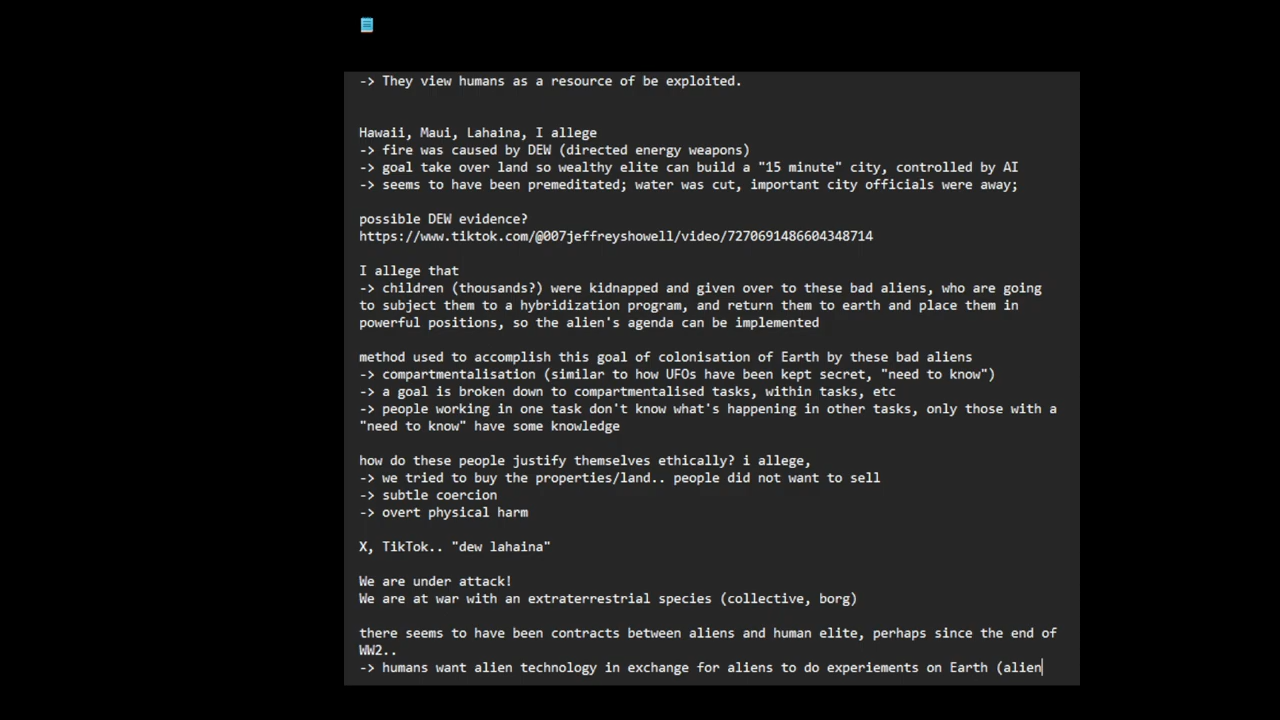 -> They view humans as a resource of be exploited.
Hawaii, Maui, Lahaina, I allege
-> fire was caused by DEW (directed energy weapons)
-> goal take over land so wealthy elite can build a "15 minute" city, controlled by AI
-> seems to have been premeditated; water was cut, important city officials were away;
possible DEW evidence?
https://www.tiktok.com/@007jeffreyshowell/video/7270691486604348714
I allege that
-> children (thousands?) were kidnapped and given over to these bad aliens, who are going
to subject them to a hybridization program, and return them to earth and place them in
powerful positions, so the alien's agenda can be implemented
method used to accomplish this goal of colonisation of Earth by these bad aliens
-> compartmentalisation (similar to how UFOs have been kept secret, "need to know")
-> a goal is broken down to compartmentalised tasks, within tasks, etc
-> people working in one task don't know what's happening in other tasks, only those with a
"need to know" have some knowledge
how do these people justify themselves ethically? i allege,
-> we tried to buy the properties/land.. people did not want to sell
-> subtle coercion
-> overt physical harm
X, TikTok.. "dew lahaina"
We are under attack!
We are at war with an extraterrestrial species (collective, borg)
there seems to have been contracts between aliens and human elite, perhaps since the end of
WW2..
-> humans want alien technology in exchange for aliens to do experiements on Earth (alien